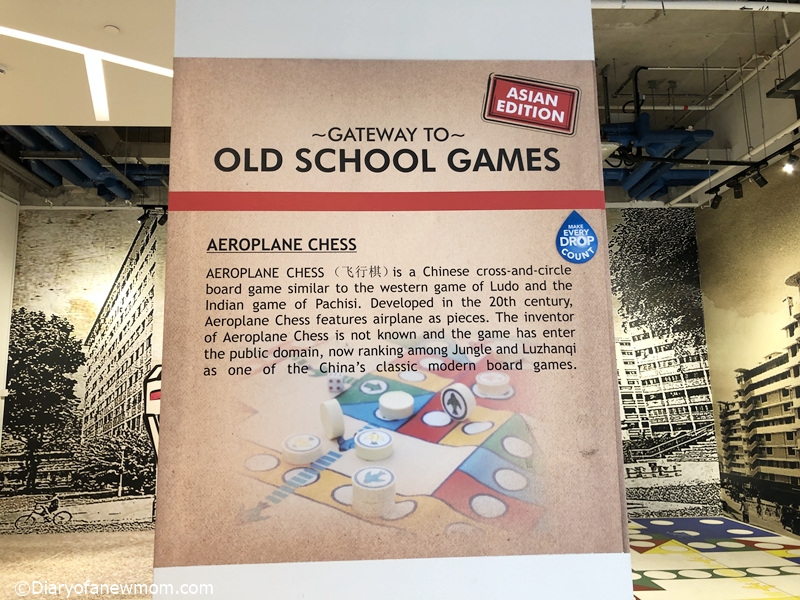 ASIAN
EDITION
~GATEWAY TO~
OLD SCHOOL GAMES
MAKE
EVERY
DROP
COUNT
AEROPLANE CHESS
AEROPLANE CHESS (飞行棋) is a Chinese cross-and-circle
board game similar to the western game of Ludo and the
Indian game of Pachisi. Developed in the 20th century,
Aeroplane Chess features airplane as pieces. The inventor
of Aeroplane Chess is not known and the game has enter
the public domain, now ranking among Jungle and Luzhanqi
as one of the China's classic modern board games.
©Diaryofanewmom.com